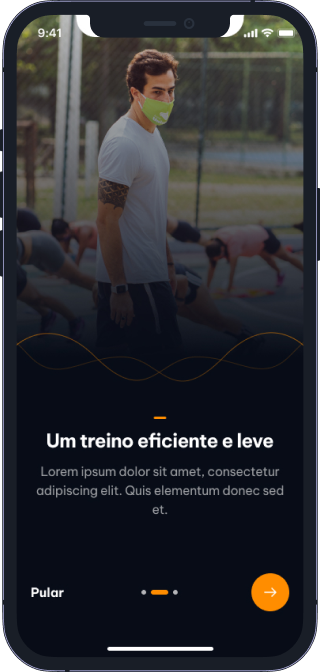 9:41
Um treino eficiente e leve
Lorem ipsum dolor sit amet, consectetur
adipiscing elit. Quis elementum donec sed
et.
Pular